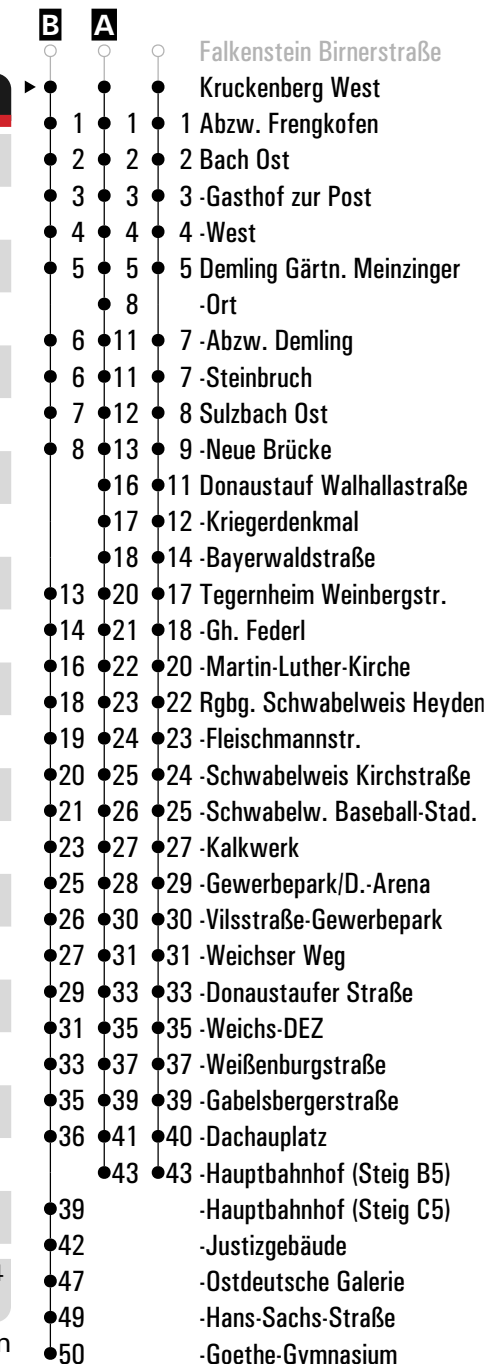 B A
Falkenstein Birnerstraße
Kruckenberg West
1 1 1 Abzw. Frengkofen
2 2 2 Bach Ost
3 3 3 -Gasthof zur Post
4 4 4 -West
5 5 5 Demling Gärtn. Meinzinger
8 -Ort
6 11 7 -Abzw. Demling
6 11 7 -Steinbruch
7 12 8 Sulzbach Ost
8 13 9 -Neue Brücke
16 11 Donaustauf Walhallastraße
17 12 -Kriegerdenkmal
18 14 -Bayerwaldstraße
13 20 17 Tegernheim Weinbergstr.
14 21 18 -Gh. Federl
16 22 20 -Martin-Luther-Kirche
18 23 22 Rgbg. Schwabelweis Heyden
19 24 23 -Fleischmannstr.
20 25 24 -Schwabelweis Kirchstraße
21 26 25 -Schwabelw. Baseball-Stad.
23 27 27 -Kalkwerk
25 28 29 -Gewerbepark/D.-Arena
26 30 30 -Vilsstraße-Gewerbepark
27 31 31 -Weichser Weg
29 33 33 -Donaustaufer Straße
31 35 35 -Weichs-DEZ
33 37 37 -Weißenburgstraße
35 39 39 -Gabelsbergerstraße
36 41 40 -Dachauplatz
43 43 -Hauptbahnhof (Steig B5)
39 -Hauptbahnhof (Steig C5)
42 -Justizgebäude
47 -Ostdeutsche Galerie
49 -Hans-Sachs-Straße
n
50 -Goethe-Gymnasium